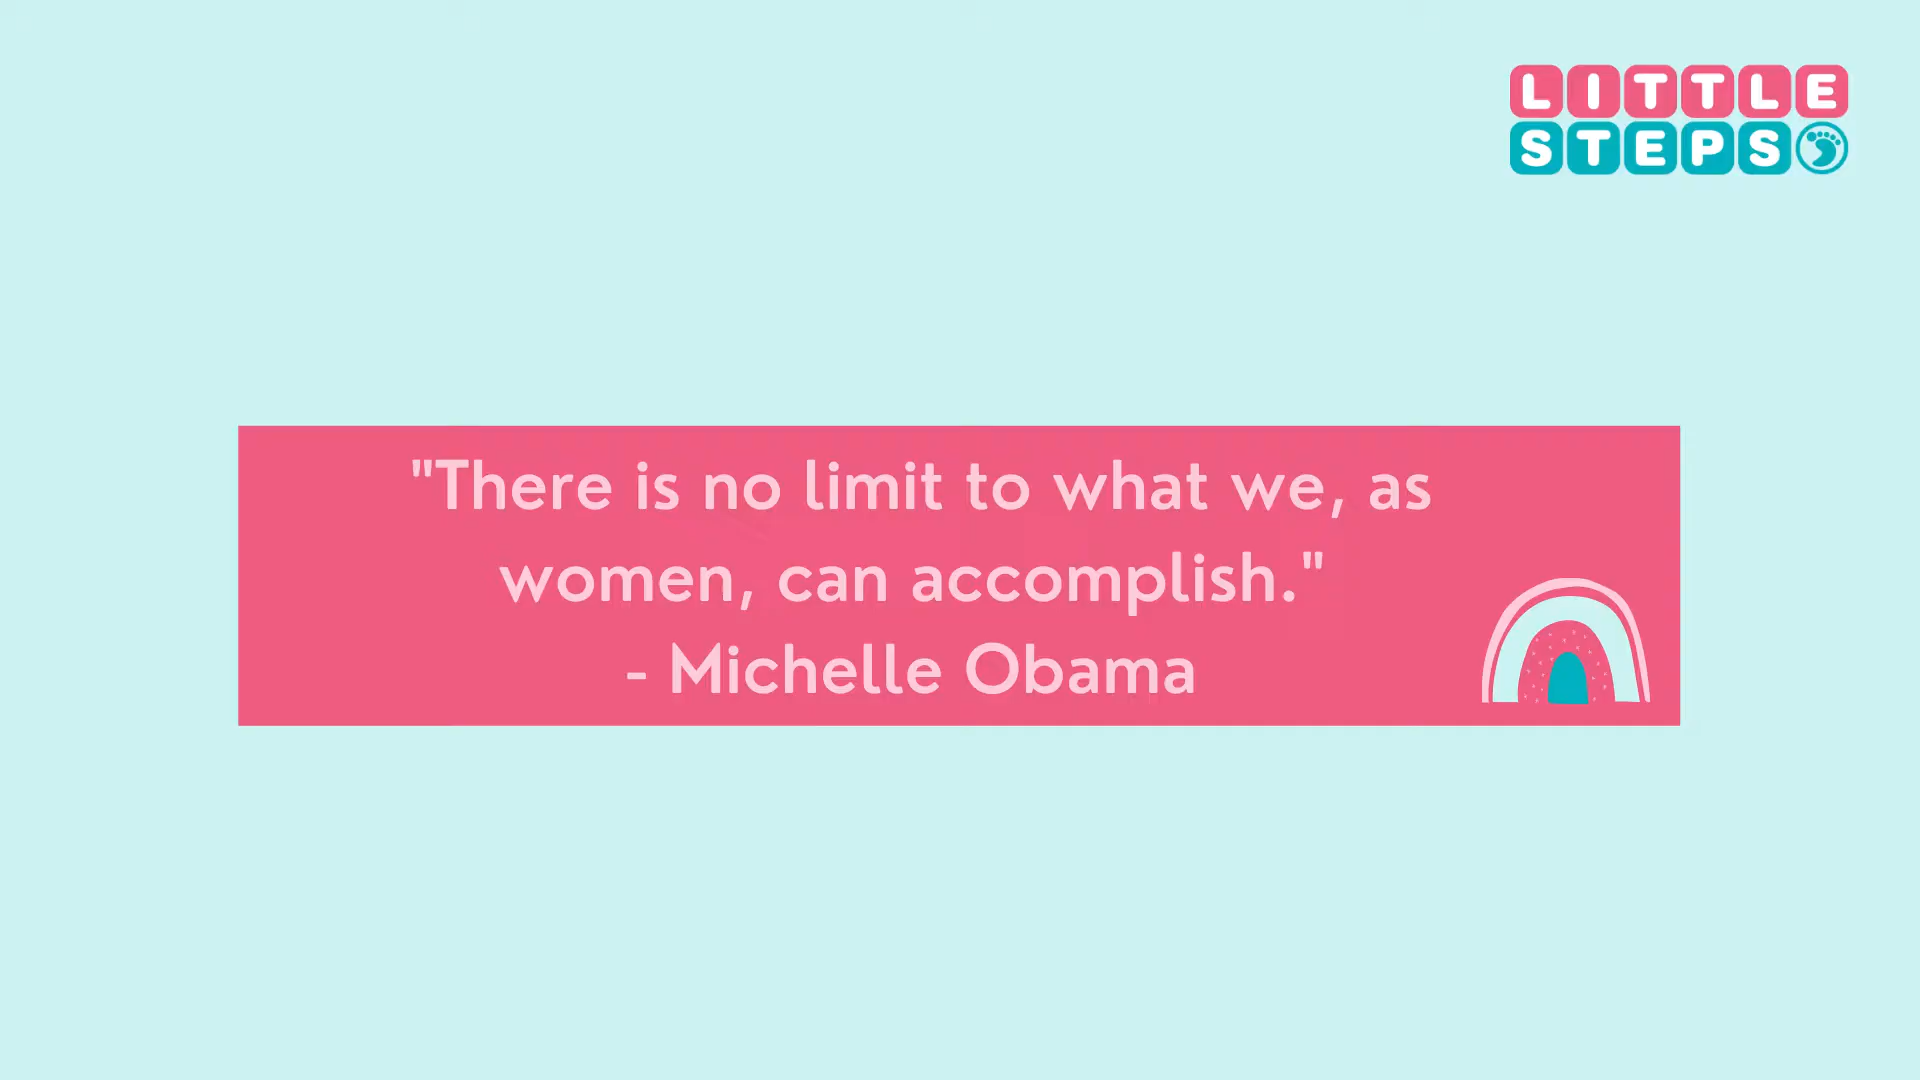 LITTLE
STEPS
"There is no limit to what we, as
women, can accomplish."
- Michelle Obama